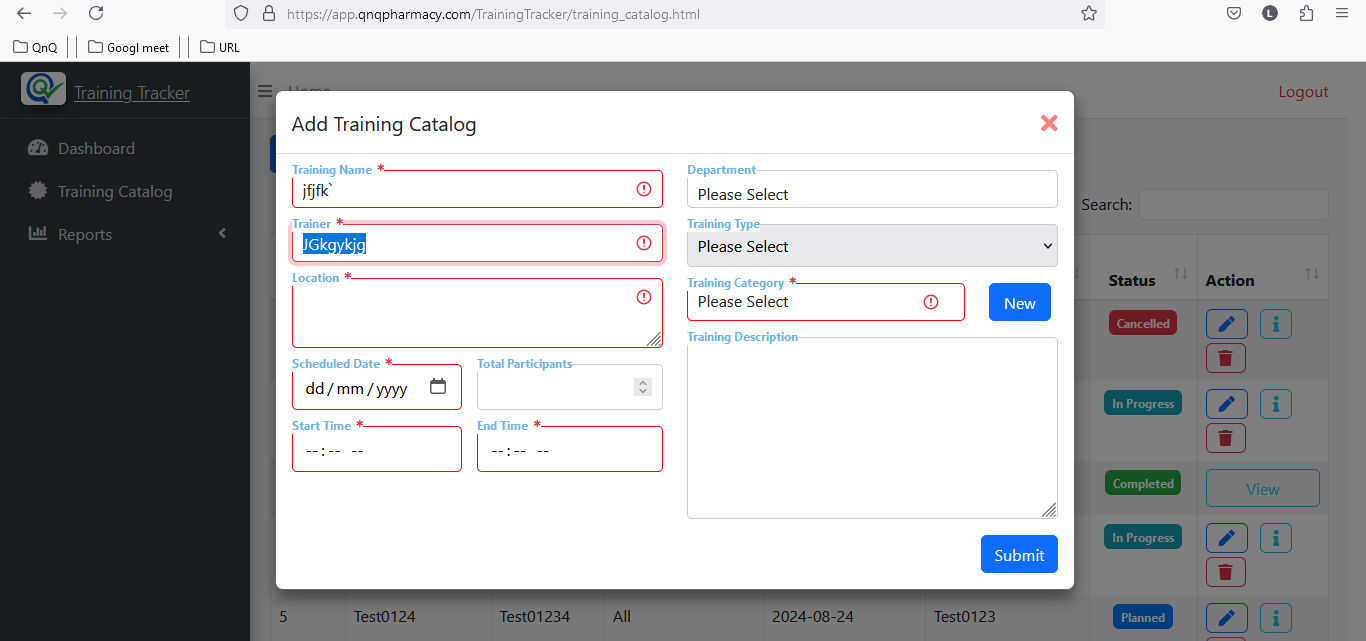 https://app.qnqpharmacy.com/TrainingTracker/training_catalog.html
L
QnQ
Googl meet
URL
Training Tracker
Home
Logout
Dashboard
Training Catalog
Reports
Add Training Catalog
Training Name *
jfjfk`
Department
Please Select
Trainer *
JGkgykjg
Training Type
Please Select
Location *
Training Category *
Please Select
New
Scheduled Date *
dd / mm / yyyy
Total Participants
Training Description
Start Time *
--:-- --
End Time *
--:-- --
Submit
Search:
Status
Action
Cancelled
In Progress
Completed
View
In Progress
5 Test0124 Test01234 All 2024-08-24 Test0123 Planned